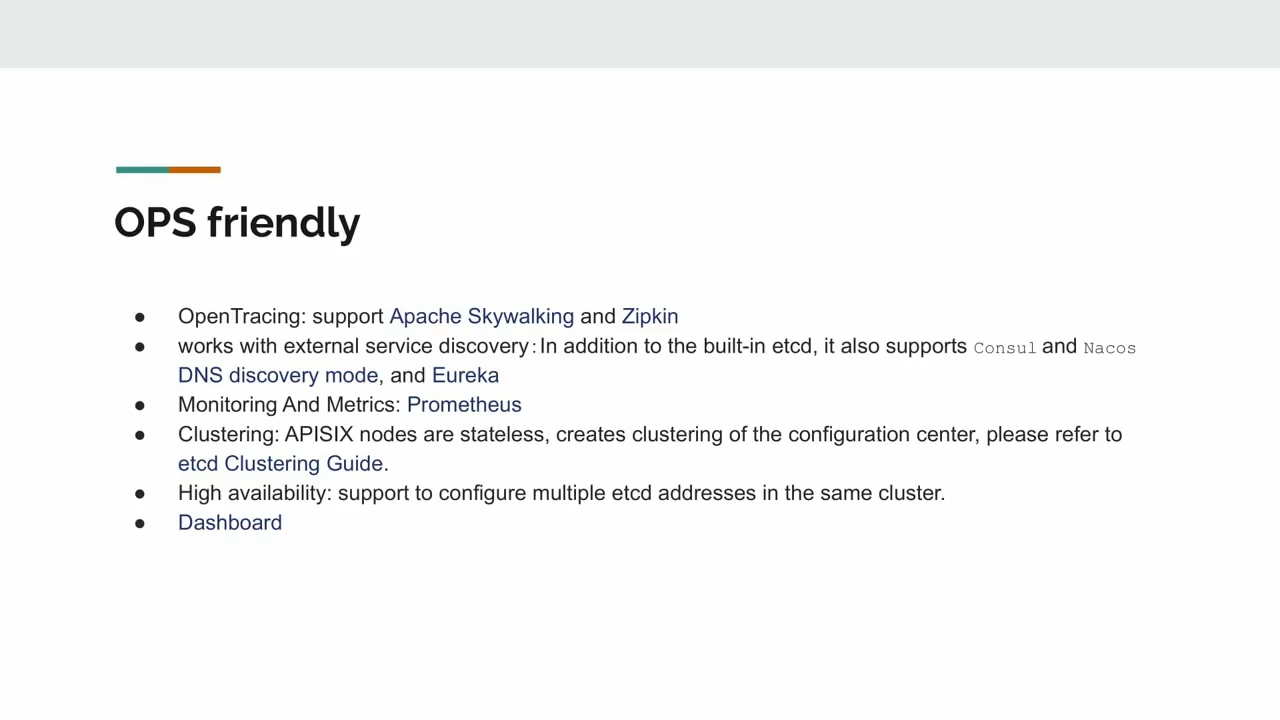 OPS friendly
● OpenTracing: support Apache Skywalking and Zipkin
● works with external service discovery：In addition to the built-in etcd, it also supports Consul and Nacos
DNS discovery mode, and Eureka
● Monitoring And Metrics: Prometheus
● Clustering: APISIX nodes are stateless, creates clustering of the configuration center, please refer to
etcd Clustering Guide.
● High availability: support to configure multiple etcd addresses in the same cluster.
● Dashboard